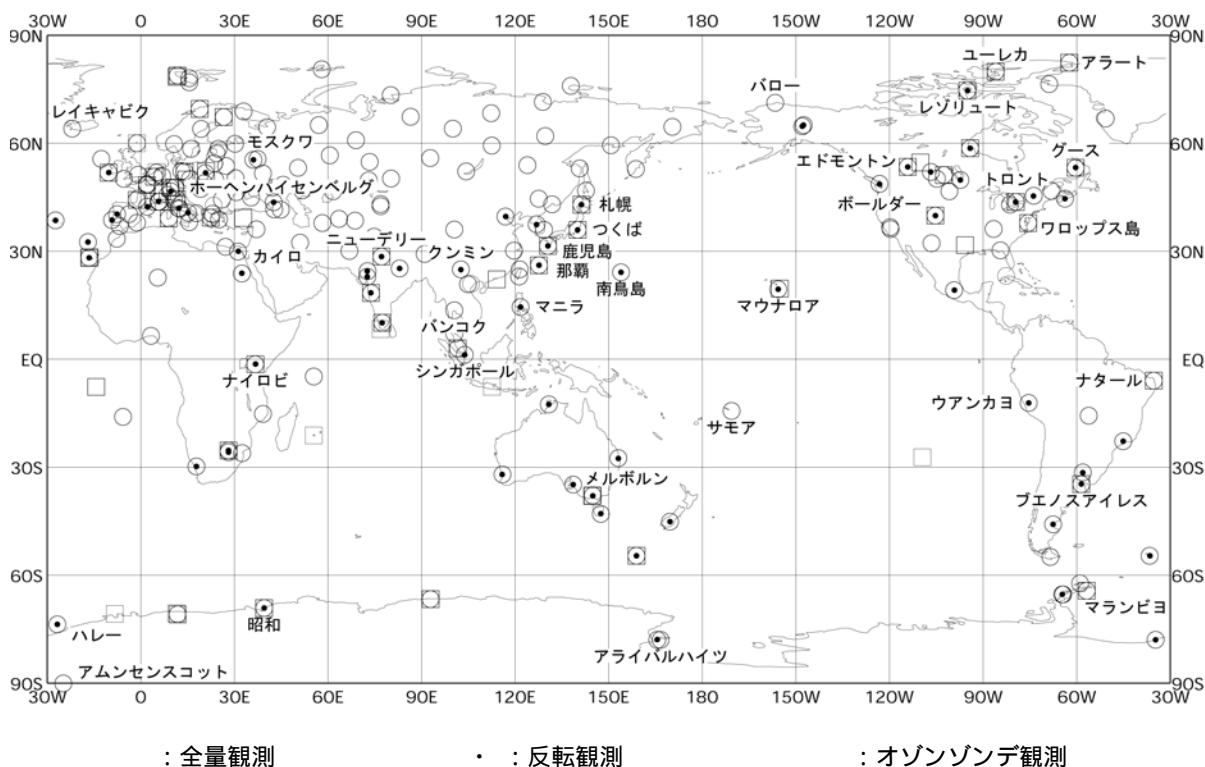 30W 0 30E 60E 90E 120E 150E 180 150W 120W 90W 60W 30W
90N 90N
ユーレカ
アラート
バロー
レゾリュート
レイキャビク
60N 60N
モスクワ
グース
エドモントン
ホーヘンパイセンベルグ
トロント
札幌
ボールダー
つくば
ワロップス島
ニューデリー
クンミン
鹿児島
30N 30N
カイロ
那覇
南鳥島
マウナロア
マニラ
バンコク
EQ EQ
シンガポール
ナイロビ
ナタール
ウアンカヨ
サモア
30S 30S
メルボルン
ブエノスアイレス
60S 60S
マランビヨ
昭和
ハレー
アライバルハイツ
アムンセンスコット
90S 90S
30W 0 30E 60E 90E 120E 150E 180 150W 120W 90W 60W 30W
：全量観測 ・ ：反転観測 ：オゾンゾンデ観測